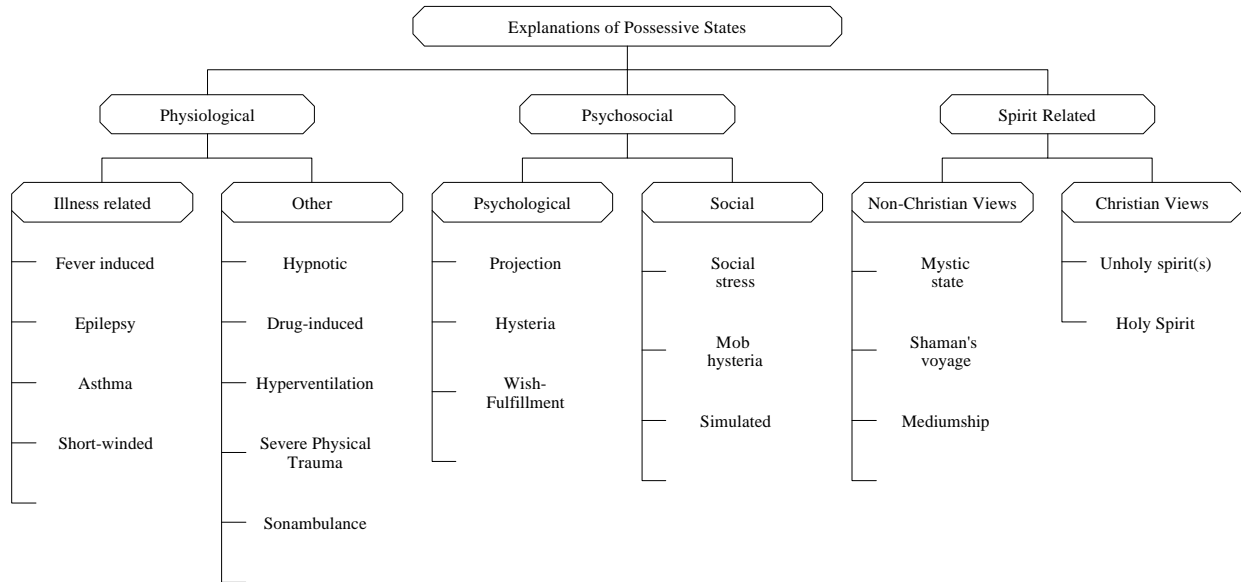 Explanations of Possessive States
Physiological
Psychosocial
Spirit Related
Illness related
Other
Psychological
Social
Non-Christian Views
Christian Views
Fever induced
Epilepsy
Asthma
Short-winded
Hypnotic
Drug-induced
Hyperventilation
Severe Physical
Trauma
Sonambulance
Projection
Hysteria
Wish-
Fulfillment
Social
stress
Mob
hysteria
Simulated
Mystic
state
Shaman's
voyage
Mediumship
Unholy spirit(s)
Holy Spirit